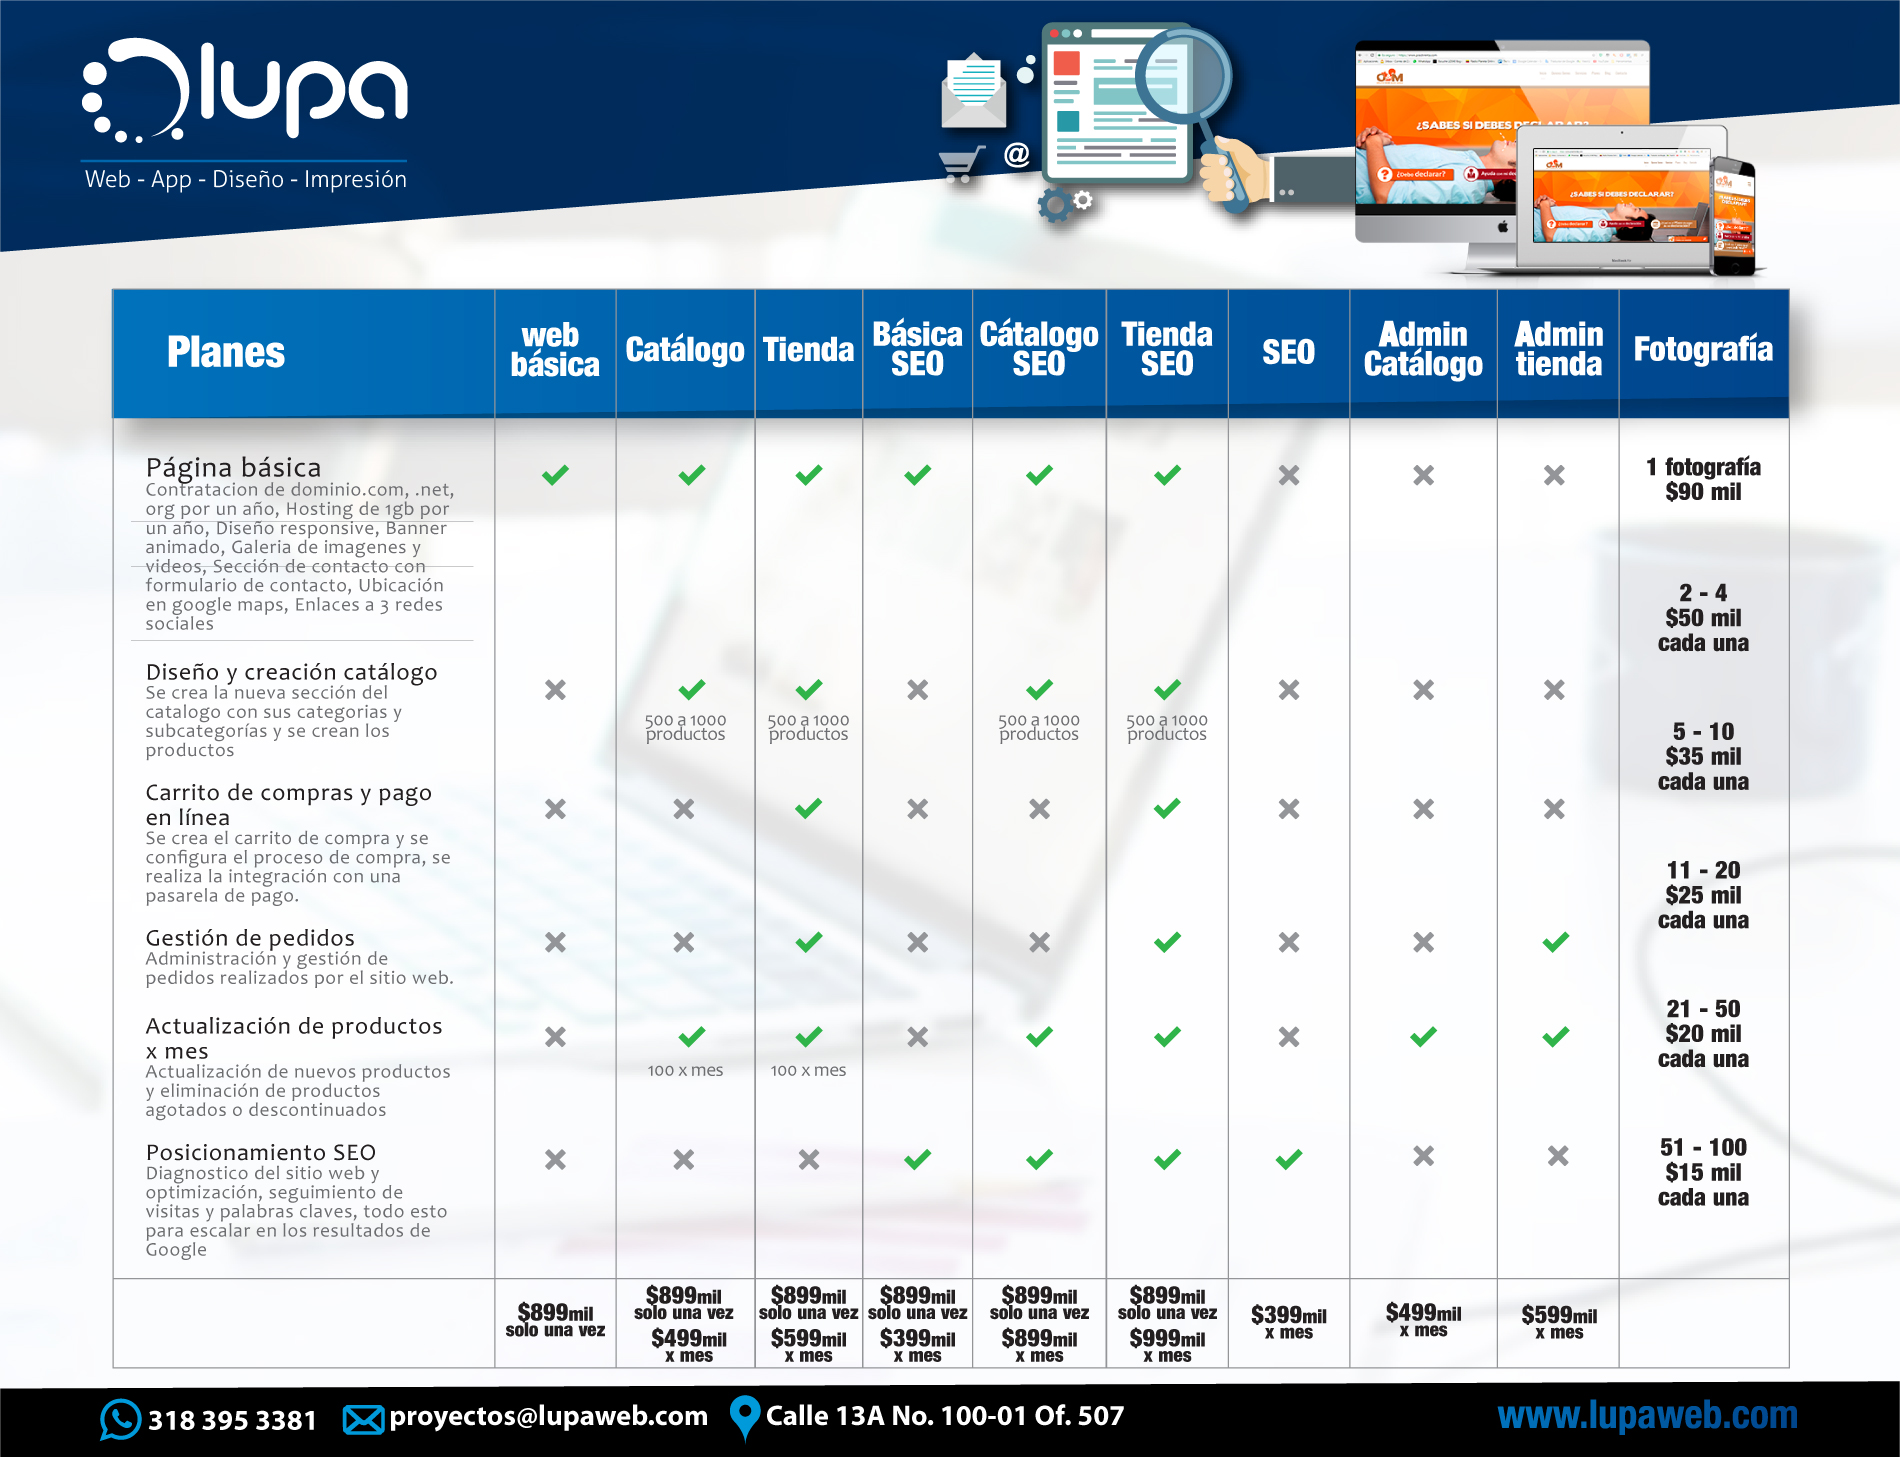 lupa
Web - App - Diseño - Impresión
@
¿SABES SI DEBES DECLARAR?
¿Debo declarar?
¿SABES SI DEBES DECLARAR?
Planes
web
básica
Catálogo
Tienda
Básica
SEO
Cátalogo
SEO
Tienda
SEO
SEO
Admin
Catálogo
Admin
tienda
Fotografía
Página básica
Contratacion de dominio.com, .net,
org por un año, Hosting de 1gb por
un año, Diseño responsive, Banner
animado, Galeria de imagenes y
videos, Sección de contacto con
formulario de contacto, Ubicación
en google maps, Enlaces a 3 redes
sociales
Diseño y creación catálogo
Se crea la nueva sección del
catalogo con sus categorias y
subcategorías y se crean los
productos
500 a 1000
productos
500 a 1000
productos
500 a 1000
productos
500 a 1000
productos
Carrito de compras y pago
en línea
Se crea el carrito de compra y se
configura el proceso de compra, se
realiza la integración con una
pasarela de pago.
Gestión de pedidos
Administración y gestión de
pedidos realizados por el sitio web.
Actualización de productos
x mes
Actualización de nuevos productos
y eliminación de productos
agotados o descontinuados
100 x mes
100 x mes
Posicionamiento SEO
Diagnostico del sitio web y
optimización, seguimiento de
visitas y palabras claves, todo esto
para escalar en los resultados de
Google
1 fotografía
$90 mil
2 - 4
$50 mil
cada una
5 - 10
$35 mil
cada una
11 - 20
$25 mil
cada una
21 - 50
$20 mil
cada una
51 - 100
$15 mil
cada una
$899mil
solo una vez
$899mil
solo una vez
$499mil
x mes
$899mil
solo una vez
$599mil
x mes
$899mil
solo una vez
$399mil
x mes
$899mil
solo una vez
$899mil
x mes
$899mil
solo una vez
$999mil
x mes
$399mil
x mes
$499mil
x mes
$599mil
x mes
318 395 3381
proyectos@lupaweb.com
Calle 13A No. 100-01 Of. 507
www.lupaweb.com